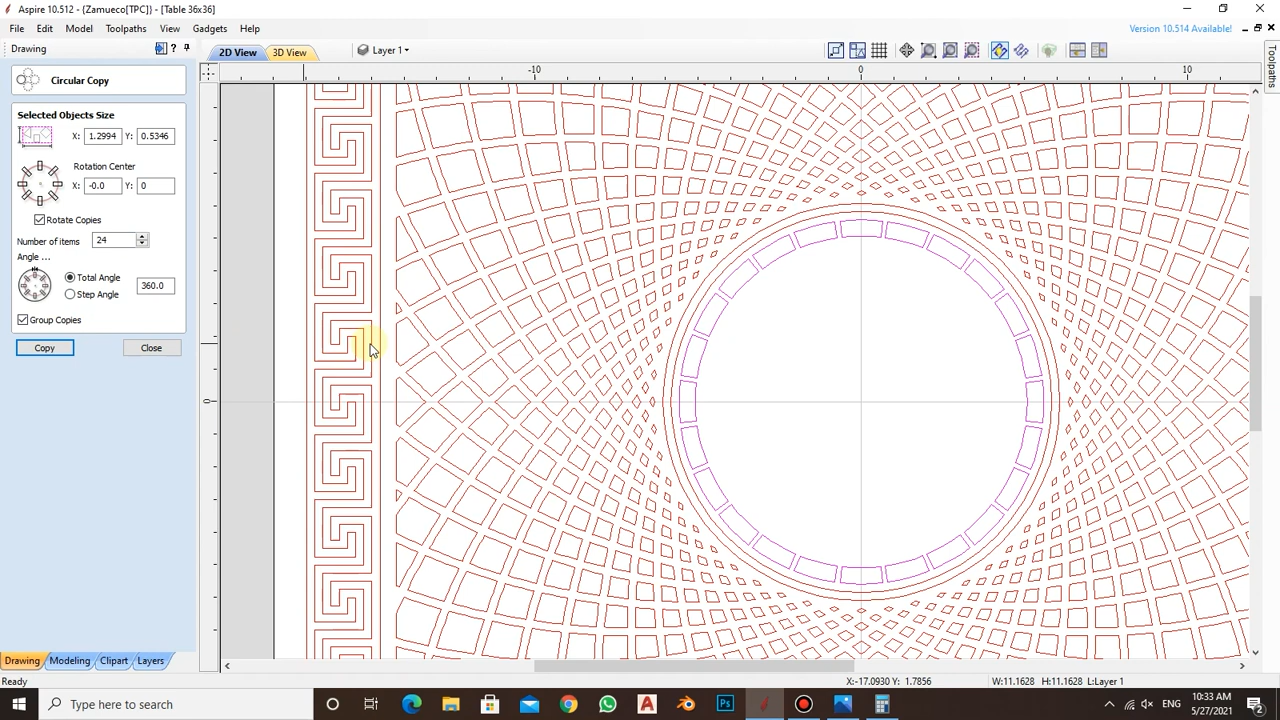 Aspire 10.512 - {Zamueco[TPC]} - [Table 36x36]
File Edit Model Toolpaths View Gadgets Help
Version 10.514 Available!
Drawing
2D View
3D View
Layer 1
Toolpaths
-10 0 10
0
Circular Copy
Selected Objects Size
X: 1.2994 Y: 0.5346
Rotation Center
X: -0.0 Y: 0
Rotate Copies
Number of items 24
Angle ...
Total Angle 360.0
Step Angle
Group Copies
Copy Close
Drawing Modeling Clipart Layers
Ready
X:-17.0930 Y: 1.7856
W:11.1628 H:11.1628 L:Layer 1
Type here to search
ENG
10:33 AM
5/27/2021
2